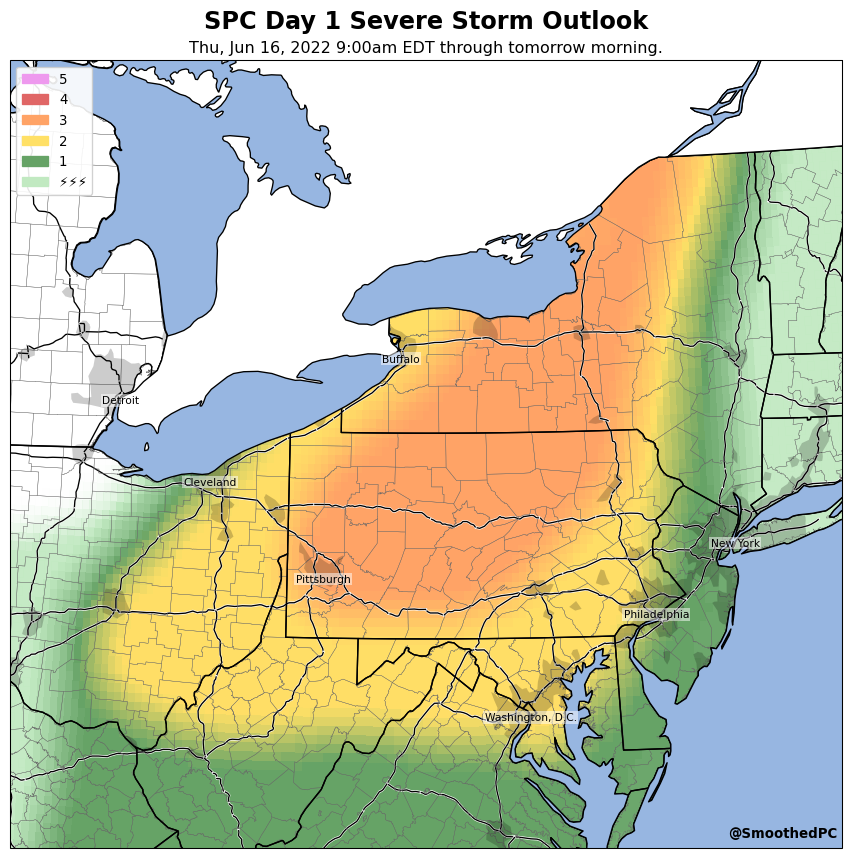 SPC Day 1 Severe Storm Outlook
Thu, Jun 16, 2022 9:00am EDT through tomorrow morning.
5
4
3
2
1
⚡⚡⚡
Buffalo
Detroit
Cleveland
New York
Pittsburgh
Philadelphia
Washington, D.C.
@SmoothedPC